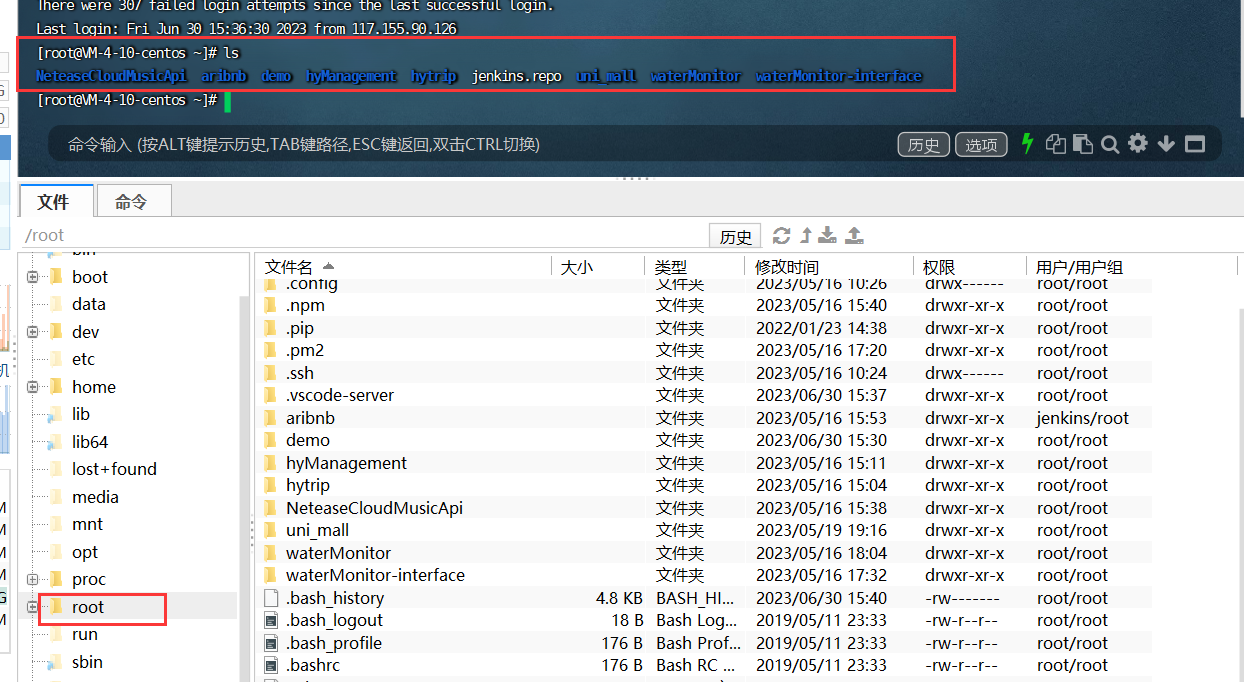 There were 307 failed login attempts since the last successful login.
Last login: Fri Jun 30 15:36:30 2023 from 117.155.90.126
[root@VM-4-10-centos ~]# ls
NeteaseCloudMusicApi aribnb demo hyManagement hytrip jenkins.repo uni_mall waterMonitor waterMonitor-interface
[root@VM-4-10-centos ~]#
命令输入 (按ALT键提示历史,TAB键路径,ESC键返回,双击CTRL切换) 历史 选项
文件 命令
/root 历史
bin
boot
data
dev
etc
home
lib
lib64
lost+found
media
mnt
opt
proc
root
run
sbin
文件名 大小 类型 修改时间 权限 用户/用户组
.config 文件夹 2023/05/16 10:26 drwx------ root/root
.npm 文件夹 2023/05/16 15:40 drwxr-xr-x root/root
.pip 文件夹 2022/01/23 14:38 drwxr-xr-x root/root
.pm2 文件夹 2023/05/16 17:20 drwxr-xr-x root/root
.ssh 文件夹 2023/05/16 10:24 drwx------ root/root
.vscode-server 文件夹 2023/06/30 15:37 drwxr-xr-x root/root
aribnb 文件夹 2023/05/16 15:53 drwxr-xr-x jenkins/root
demo 文件夹 2023/06/30 15:30 drwxr-xr-x root/root
hyManagement 文件夹 2023/05/16 15:11 drwxr-xr-x root/root
hytrip 文件夹 2023/05/16 15:04 drwxr-xr-x root/root
NeteaseCloudMusicApi 文件夹 2023/05/16 15:38 drwxr-xr-x root/root
uni_mall 文件夹 2023/05/19 19:16 drwxr-xr-x root/root
waterMonitor 文件夹 2023/05/16 18:04 drwxr-xr-x root/root
waterMonitor-interface 文件夹 2023/05/16 17:32 drwxr-xr-x root/root
.bash_history 4.8 KB BASH_HI... 2023/06/30 15:40 -rw------- root/root
.bash_logout 18 B Bash Log... 2019/05/11 23:33 -rw-r--r-- root/root
.bash_profile 176 B Bash Prof... 2019/05/11 23:33 -rw-r--r-- root/root
.bashrc 176 B Bash RC ... 2019/05/11 23:33 -rw-r--r-- root/root